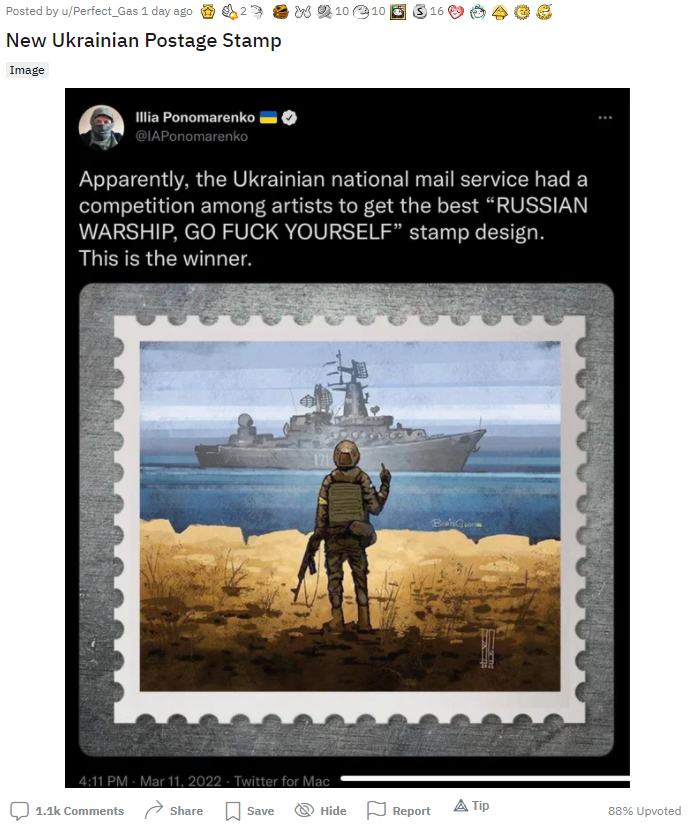 Posted by u/Perfect_Gas 1 day ago 2 10 10 16
New Ukrainian Postage Stamp
Image
Illia Ponomarenko
@IAPonomarenko
Apparently, the Ukrainian national mail service had a
competition among artists to get the best “RUSSIAN
WARSHIP, GO FUCK YOURSELF” stamp design.
This is the winner.
4:11 PM · Mar 11, 2022 · Twitter for Mac
1.1k Comments Share Save Hide Report Tip 88% Upvoted